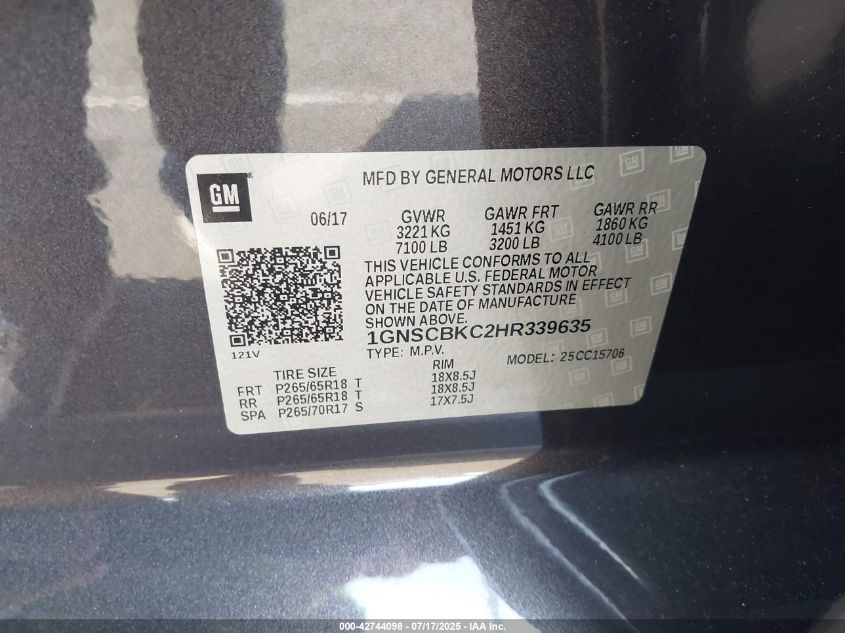 GM
MFD BY GENERAL MOTORS LLC
06/17 GVWR GAWR FRT GAWR RR
3221 KG 1451 KG 1860 KG
7100 LB 3200 LB 4100 LB
THIS VEHICLE CONFORMS TO ALL
APPLICABLE U.S. FEDERAL MOTOR
VEHICLE SAFETY STANDARDS IN EFFECT
ON THE DATE OF MANUFACTURE
SHOWN ABOVE.
1GNSCBKC2HR339635
121V
TYPE: M.P.V. MODEL: 25CC15706
TIRE SIZE RIM
FRT P265/65R18 T 18X8.5J
RR P265/65R18 T 18X8.5J
SPA P265/70R17 S 17X7.5J
000-42744098 - 07/17/2025 - IAA Inc.